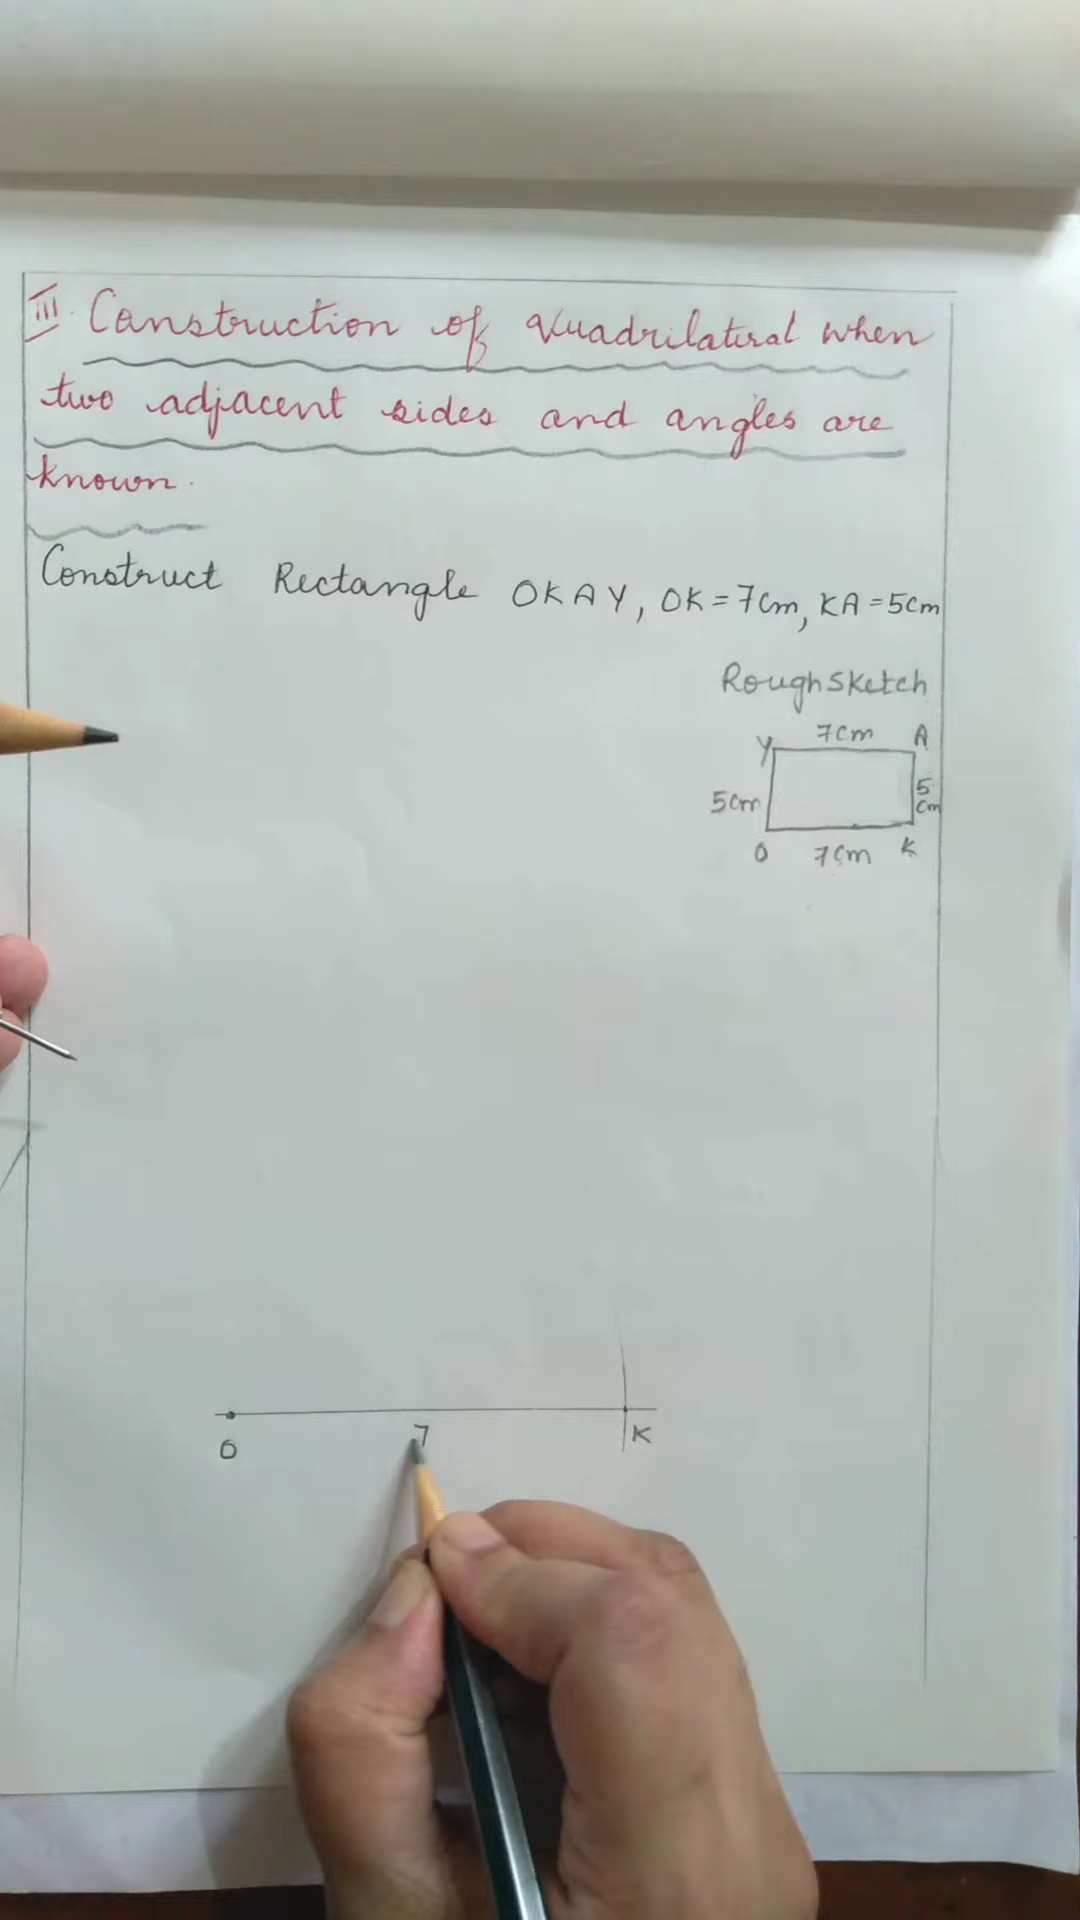 III. Construction of Quadrilateral when
two adjacent sides and angles are
known.
Construct Rectangle OKAY, OK = 7cm, KA = 5cm
Rough Sketch
Y 7cm A
5cm 5 cm
O 7cm K
O 7 K